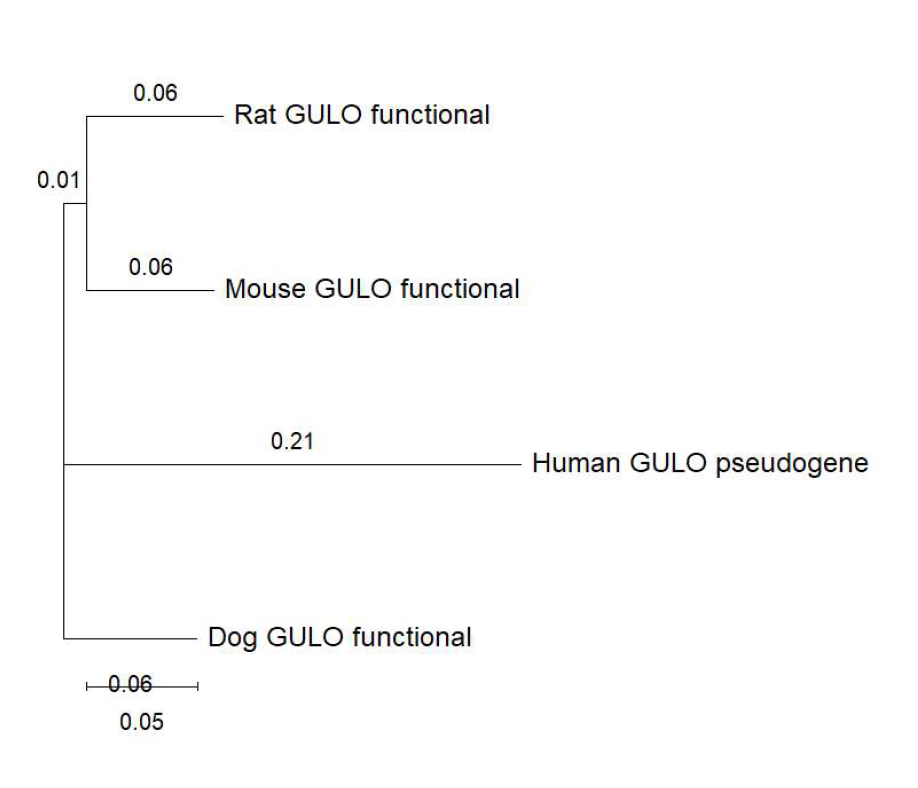 0.06
Rat GULO functional
0.01
0.06
Mouse GULO functional
0.21
Human GULO pseudogene
Dog GULO functional
0.06
0.05